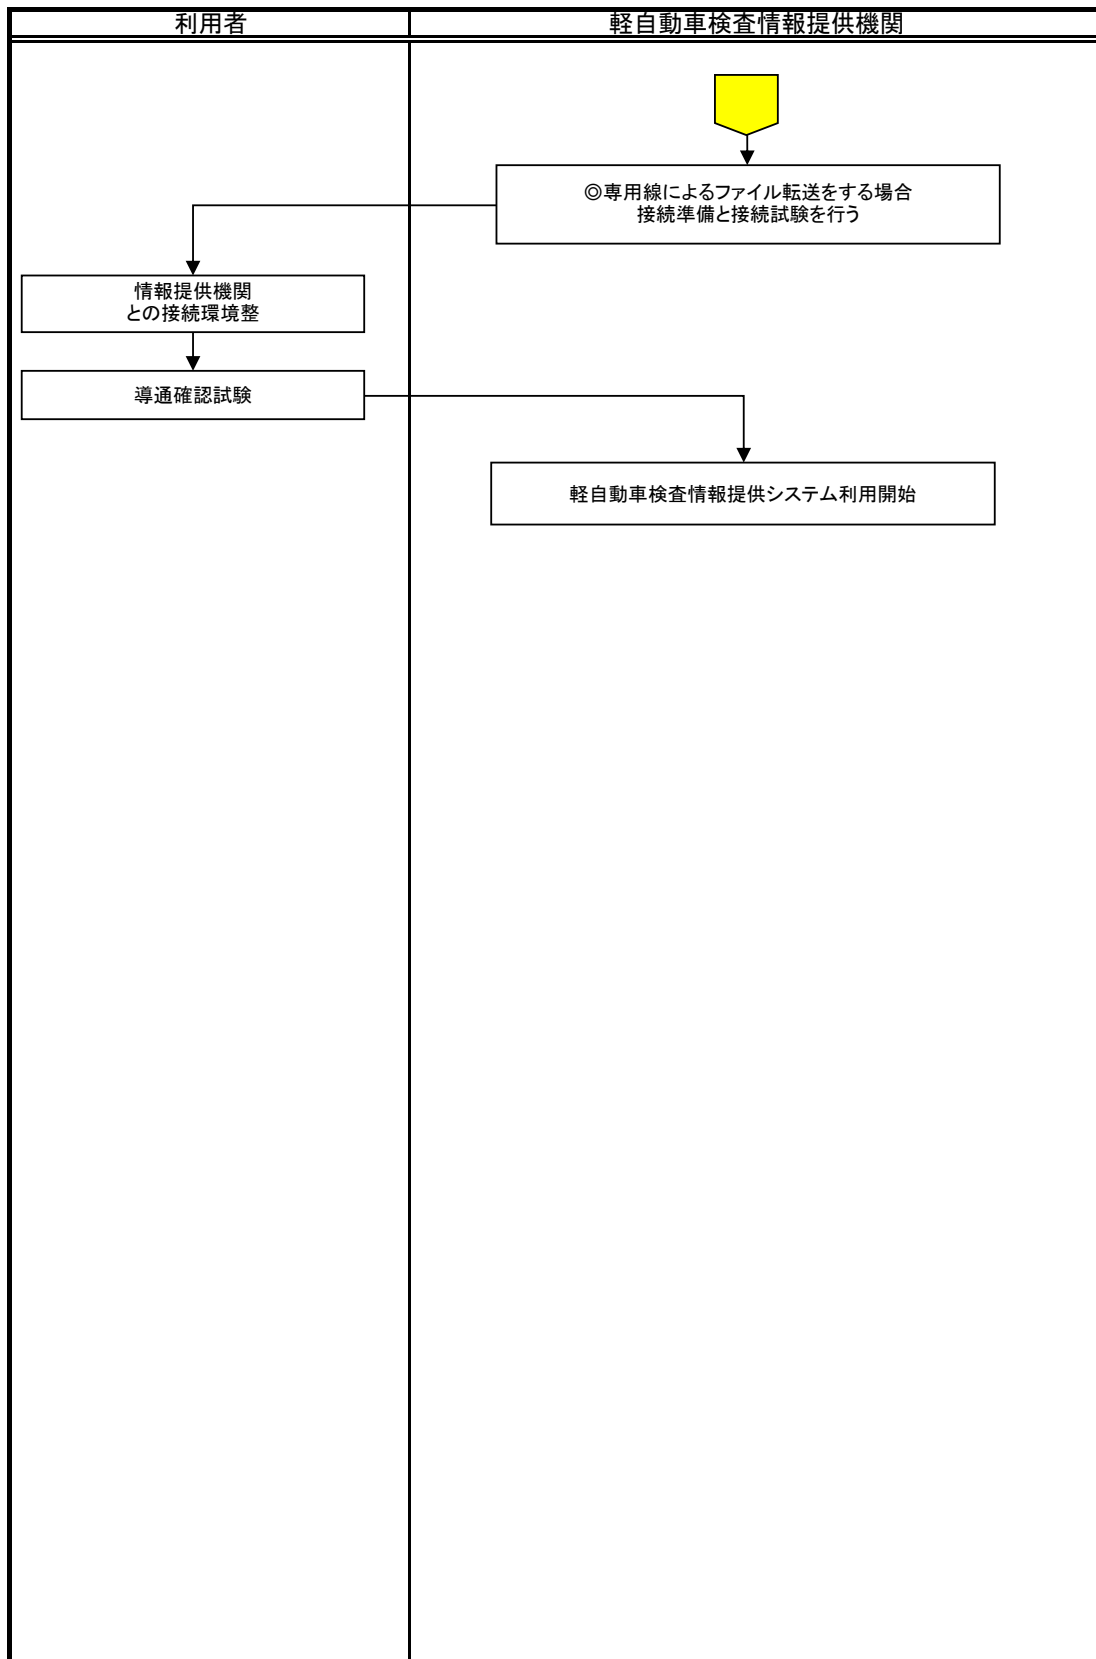 利用者
軽自動車検査情報提供機関
◎専用線によるファイル転送をする場合
接続準備と接続試験を行う
情報提供機関
との接続環境整
導通確認試験
軽自動車検査情報提供システム利用開始